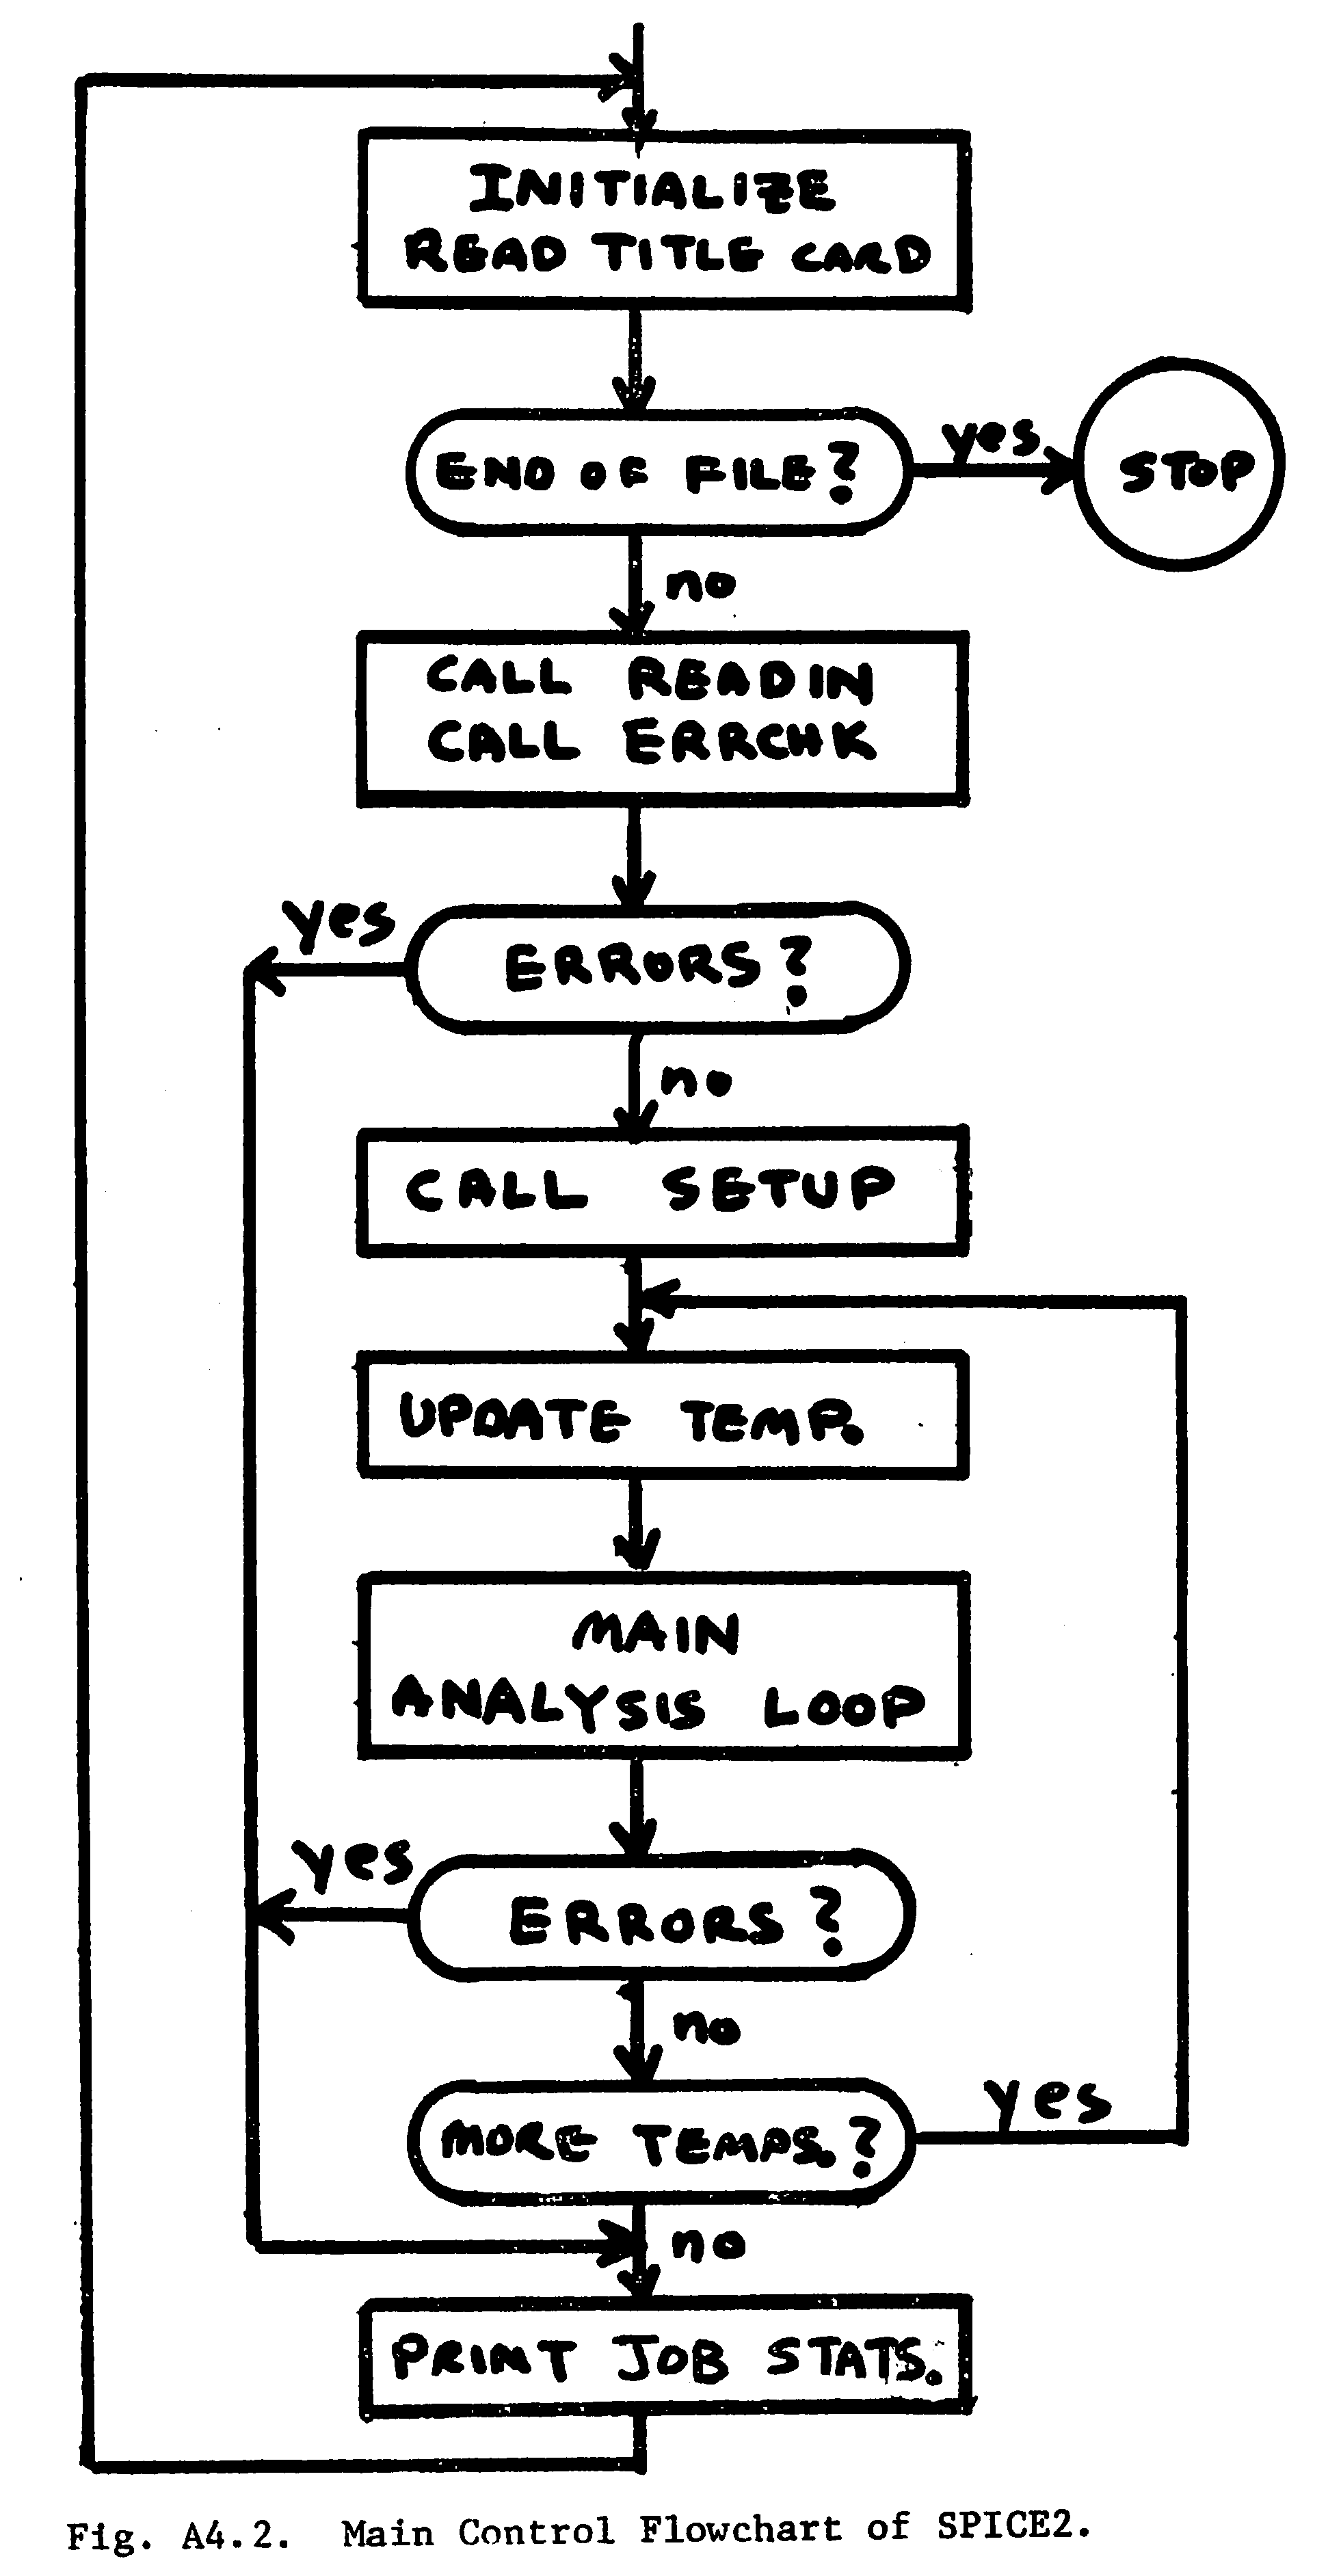 INITIALIZE
READ TITLE CARD
END OF FILE?
yes
STOP
no
CALL READIN
CALL ERRCHK
yes
ERRORS?
no
CALL SETUP
UPDATE TEMP.
MAIN
ANALYSIS LOOP
yes
ERRORS?
no
MORE TEMPS.?
yes
no
PRINT JOB STATS.
Fig. A4.2. Main Control Flowchart of SPICE2.